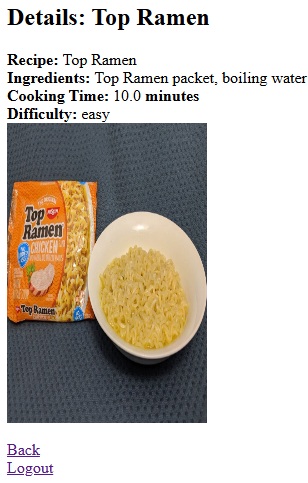 Details: Top Ramen
Recipe: Top Ramen
Ingredients: Top Ramen packet, boiling water
Cooking Time: 10.0 minutes
Difficulty: easy
Top
Ramen
CHICKEN
Top Ramen
Back
Logout